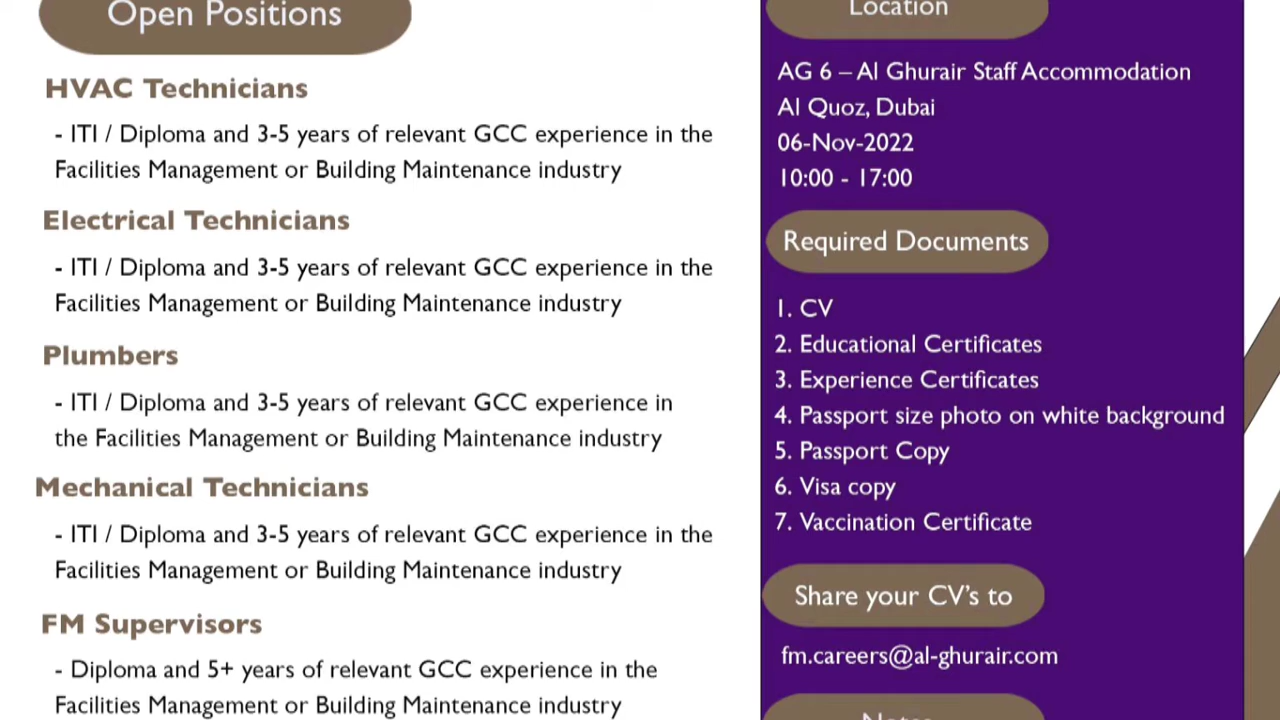 Open Positions
HVAC Technicians
- ITI / Diploma and 3-5 years of relevant GCC experience in the
Facilities Management or Building Maintenance industry
Electrical Technicians
- ITI / Diploma and 3-5 years of relevant GCC experience in the
Facilities Management or Building Maintenance industry
Plumbers
- ITI / Diploma and 3-5 years of relevant GCC experience in
the Facilities Management or Building Maintenance industry
Mechanical Technicians
- ITI / Diploma and 3-5 years of relevant GCC experience in the
Facilities Management or Building Maintenance industry
FM Supervisors
- Diploma and 5+ years of relevant GCC experience in the
Facilities Management or Building Maintenance industry
Location
AG 6 – Al Ghurair Staff Accommodation
Al Quoz, Dubai
06-Nov-2022
10:00 - 17:00
Required Documents
1. CV
2. Educational Certificates
3. Experience Certificates
4. Passport size photo on white background
5. Passport Copy
6. Visa copy
7. Vaccination Certificate
Share your CV's to
fm.careers@al-ghurair.com